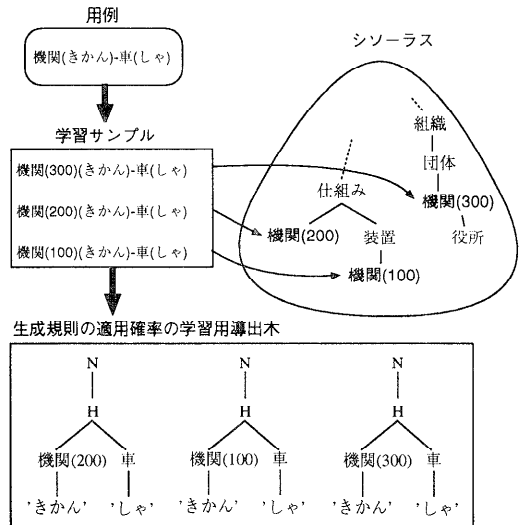 用例
機関(きかん)-車(しゃ)
学習サンプル
機関(300)(きかん)-車(しゃ)
機関(200)(きかん)-車(しゃ)
機関(100)(きかん)-車(しゃ)
シソーラス
組織
団体
機関(300)
役所
仕組み
機関(200)
装置
機関(100)
生成規則の適用確率の学習用導出木
N N N
H H H
機関(200) 車 機関(100) 車 機関(300) 車
'きかん' 'しゃ' 'きかん' 'しゃ' 'きかん' 'しゃ'